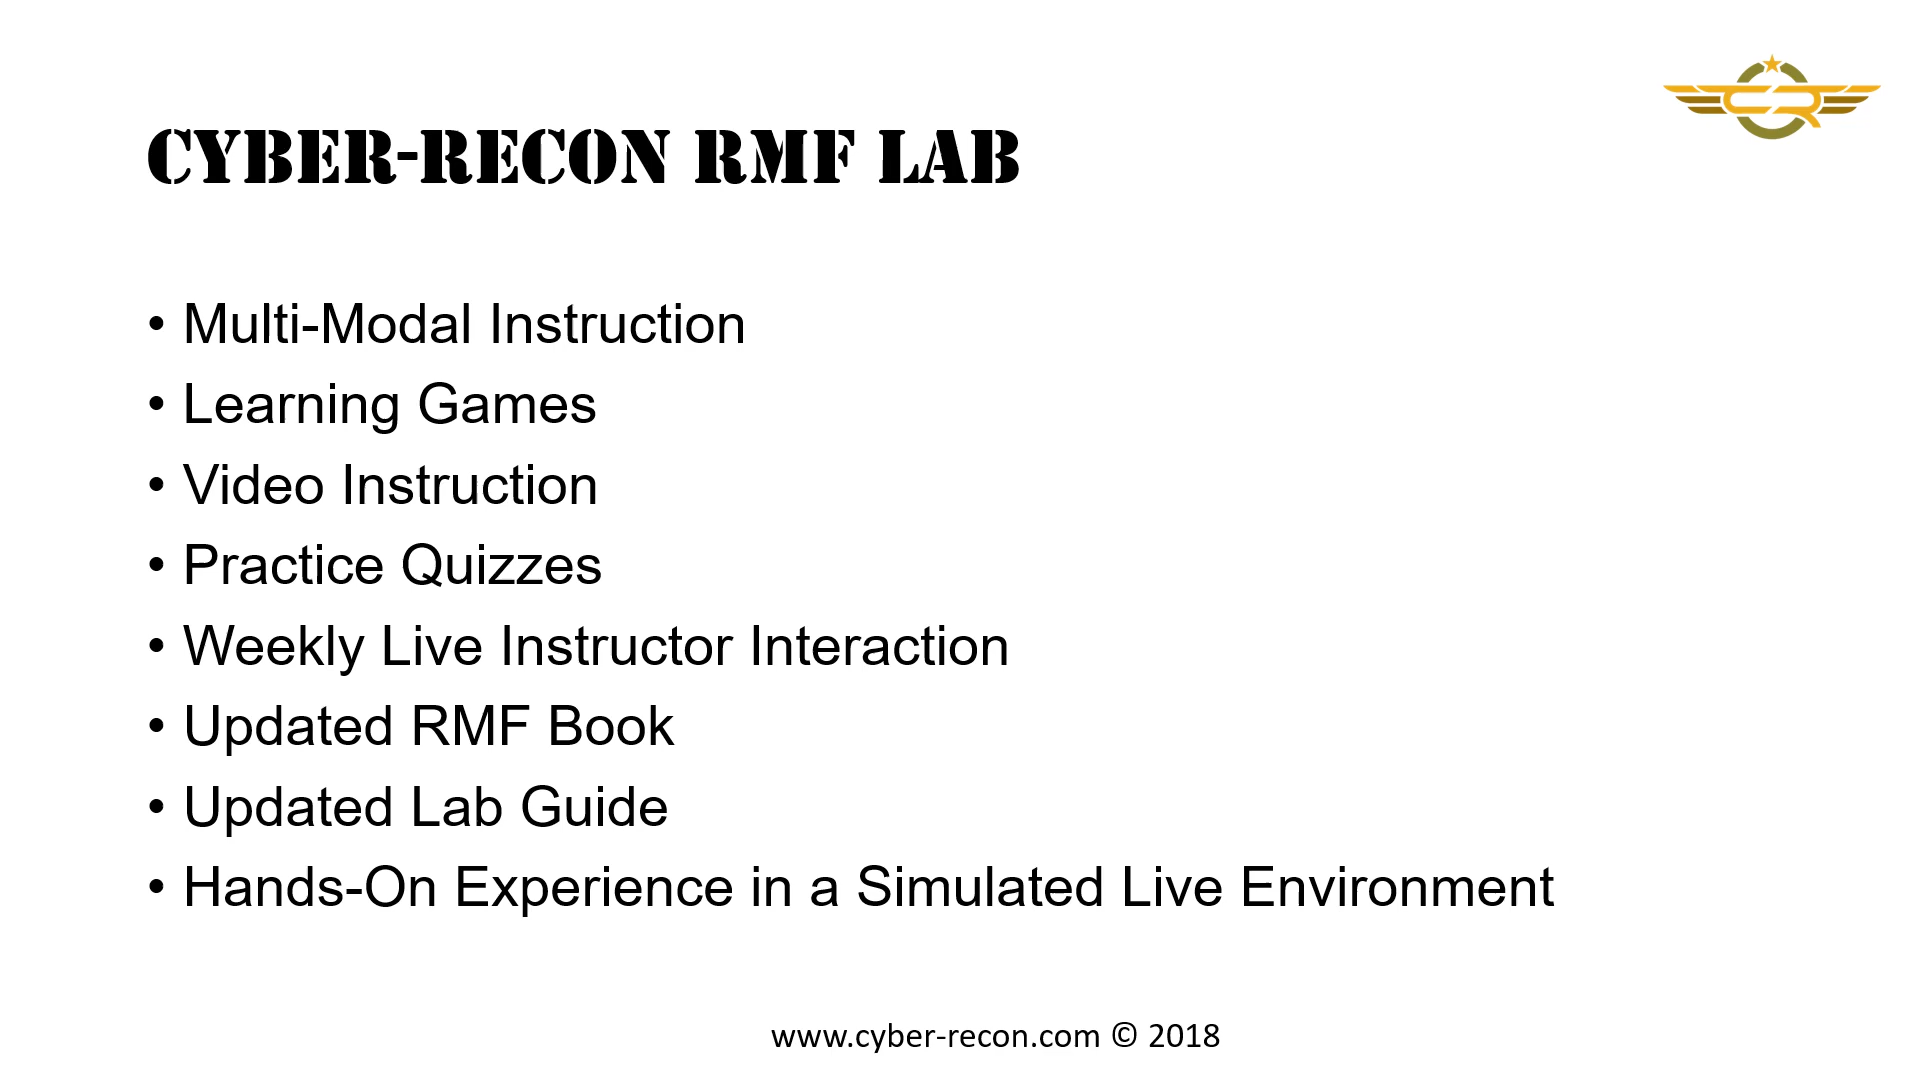 CYBER-RECON RMF LAB
CR
• Multi-Modal Instruction
• Learning Games
• Video Instruction
• Practice Quizzes
• Weekly Live Instructor Interaction
• Updated RMF Book
• Updated Lab Guide
• Hands-On Experience in a Simulated Live Environment
www.cyber-recon.com © 2018